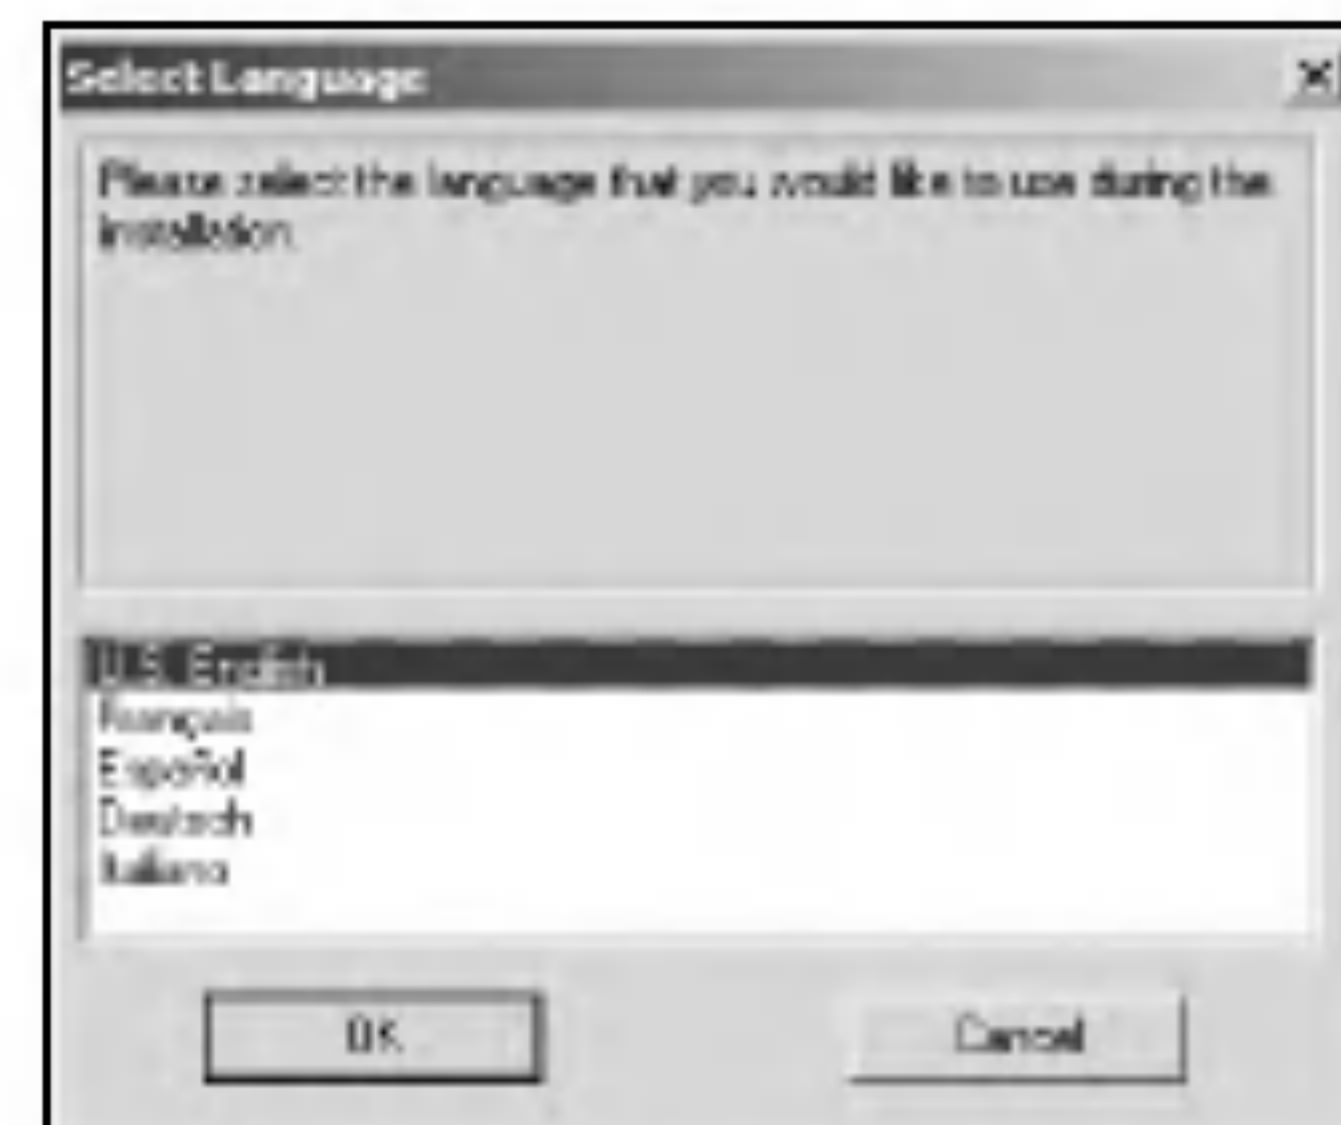 Select Language
Please select the language that you would like to use during the
installation.
U.S. English
Français
Español
Deutsch
Italiano
OK
Cancel